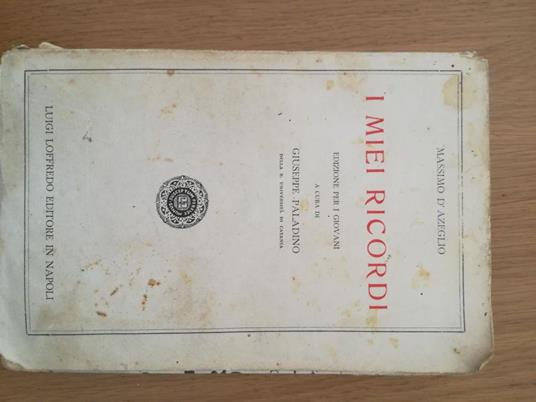 MASSIMO D'AZEGLIO
I MIEI RICORDI
EDIZIONE PER I GIOVANI
A CURA DI
GIUSEPPE PALADINO
DELLA R. UNIVERSITÀ DI CATANIA
LUIGI LOFFREDO EDITORE IN NAPOLI